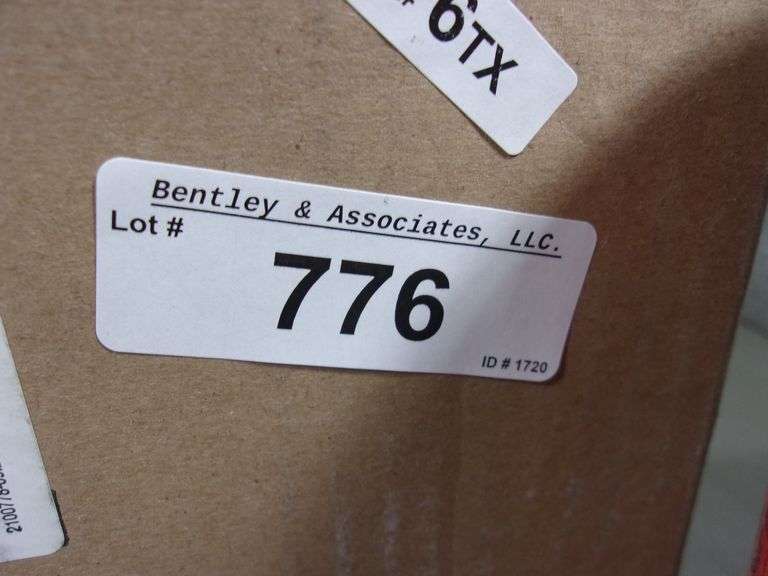 6TX
Bentley & Associates, LLC.
Lot #
776
ID # 1720